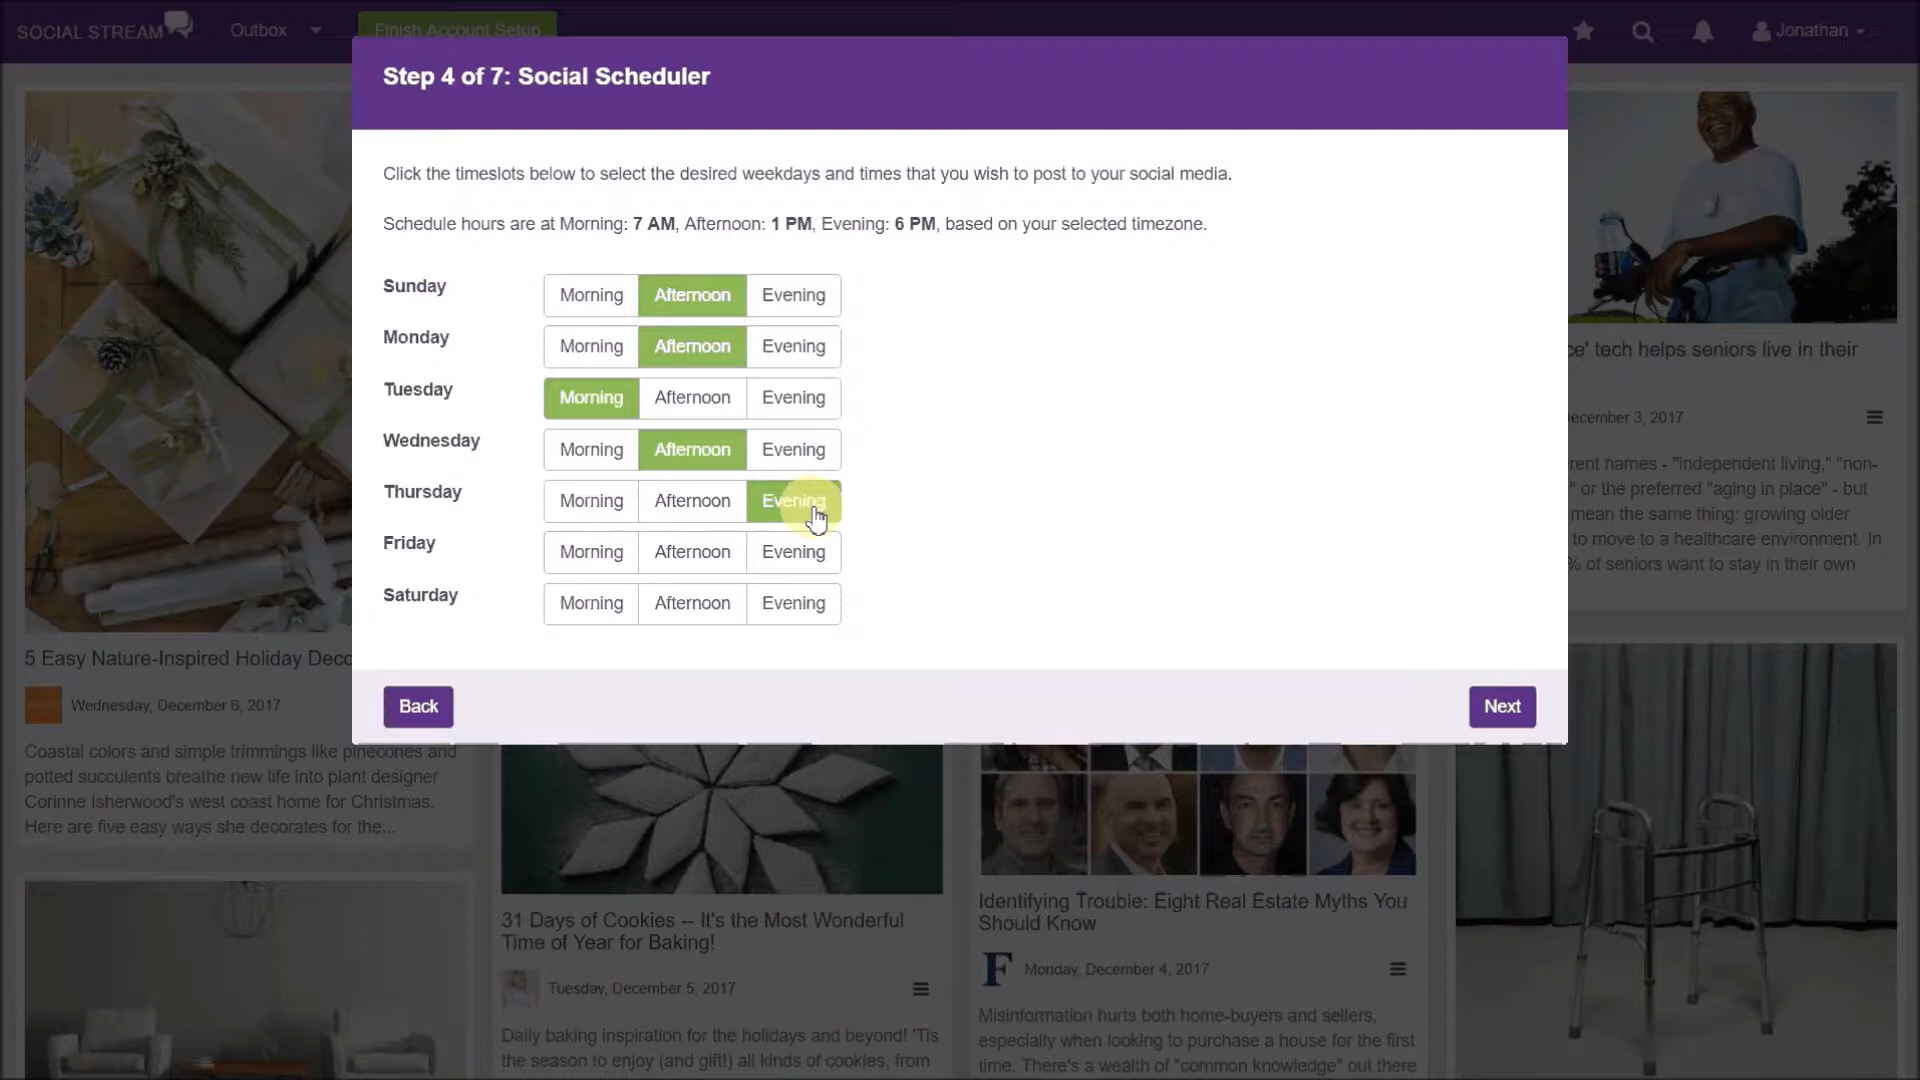 SOCIAL STREAM
Outbox
Finish Account Setup
Jonathan
Step 4 of 7: Social Scheduler
Click the timeslots below to select the desired weekdays and times that you wish to post to your social media.
Schedule hours are at Morning: 7 AM, Afternoon: 1 PM, Evening: 6 PM, based on your selected timezone.
Sunday Morning Afternoon Evening
Monday Morning Afternoon Evening
Tuesday Morning Afternoon Evening
Wednesday Morning Afternoon Evening
Thursday Morning Afternoon Evening
Friday Morning Afternoon Evening
Saturday Morning Afternoon Evening
Back
Next
5 Easy Nature-Inspired Holiday Deco
Wednesday, December 6, 2017
Coastal colors and simple trimmings like pinecones and
potted succulents breathe new life into plant designer
Corinne Isherwood's west coast home for Christmas.
Here are five easy ways she decorates for the...
31 Days of Cookies -- It's the Most Wonderful
Time of Year for Baking!
Tuesday, December 5, 2017
Daily baking inspiration for the holidays and beyond! 'Tis
the season to enjoy (and gift!) all kinds of cookies, from
Identifying Trouble: Eight Real Estate Myths You
Should Know
F
Monday, December 4, 2017
Misinformation hurts both home-buyers and sellers,
especially when looking to purchase a house for the first
time. There's a wealth of "common knowledge" out there
ce' tech helps seniors live in their
ecember 3, 2017
rent names - "independent living," "non-
" or the preferred "aging in place" - but
mean the same thing: growing older
to move to a healthcare environment. In
% of seniors want to stay in their own